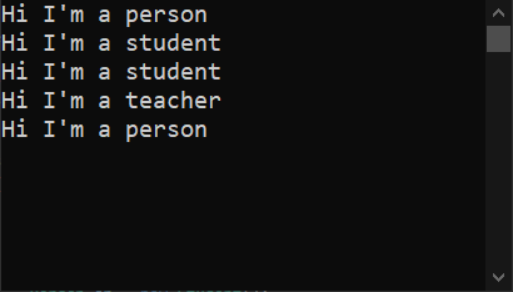 Hi I'm a person
Hi I'm a student
Hi I'm a student
Hi I'm a teacher
Hi I'm a person